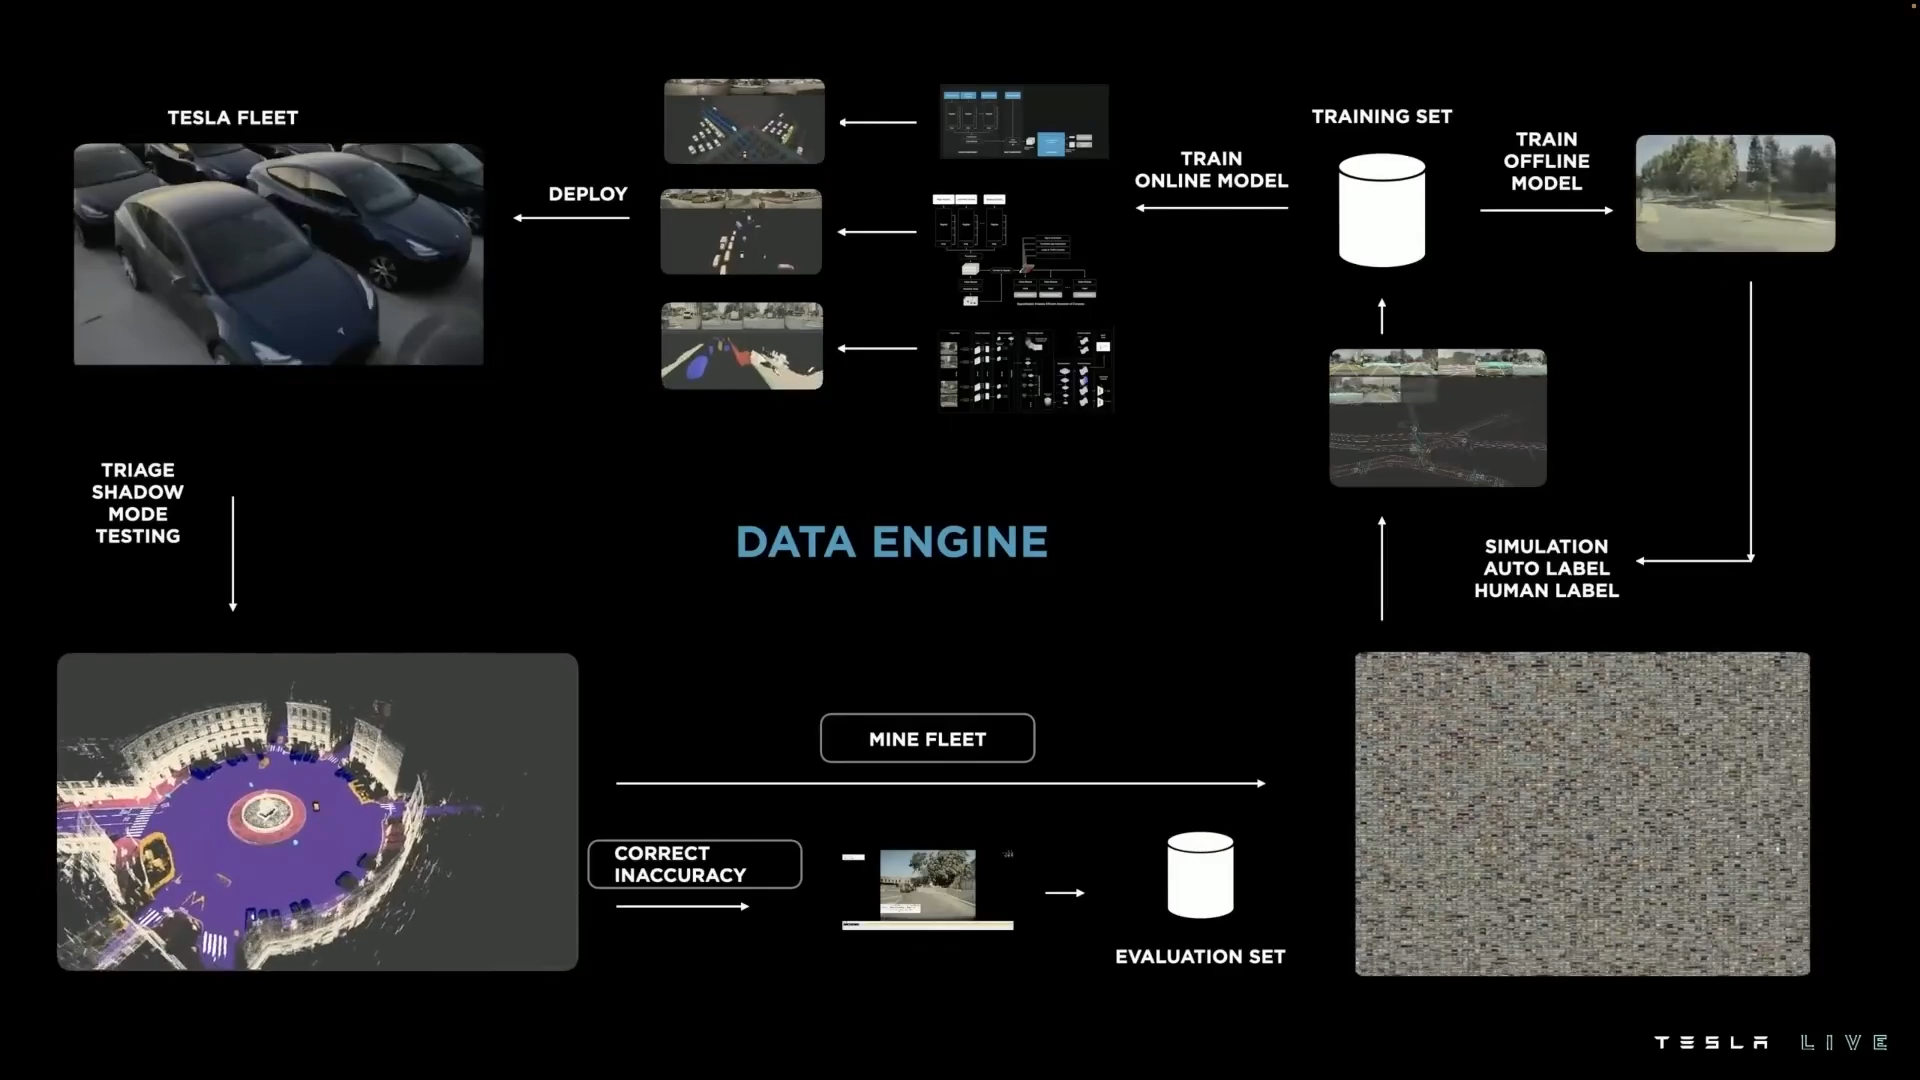 TESLA FLEET
DEPLOY
TRAIN
ONLINE MODEL
TRAINING SET
TRAIN
OFFLINE
MODEL
TRIAGE
SHADOW
MODE
TESTING
DATA ENGINE
SIMULATION
AUTO LABEL
HUMAN LABEL
MINE FLEET
CORRECT
INACCURACY
EVALUATION SET
TESLA LIVE